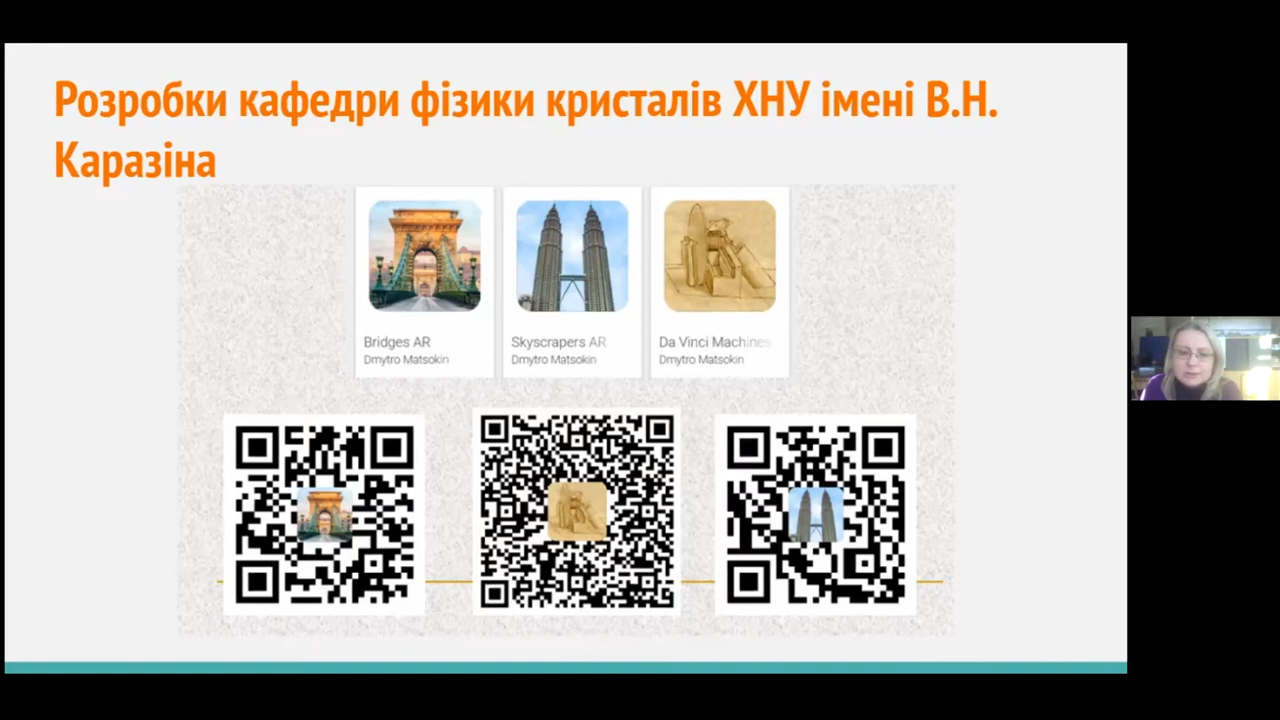 Розробки кафедри фізики кристалів ХНУ імені В.Н.
Каразіна
Bridges AR
Dmytro Matsokin
Skyscrapers AR
Dmytro Matsokin
Da Vinci Machines
Dmytro Matsokin